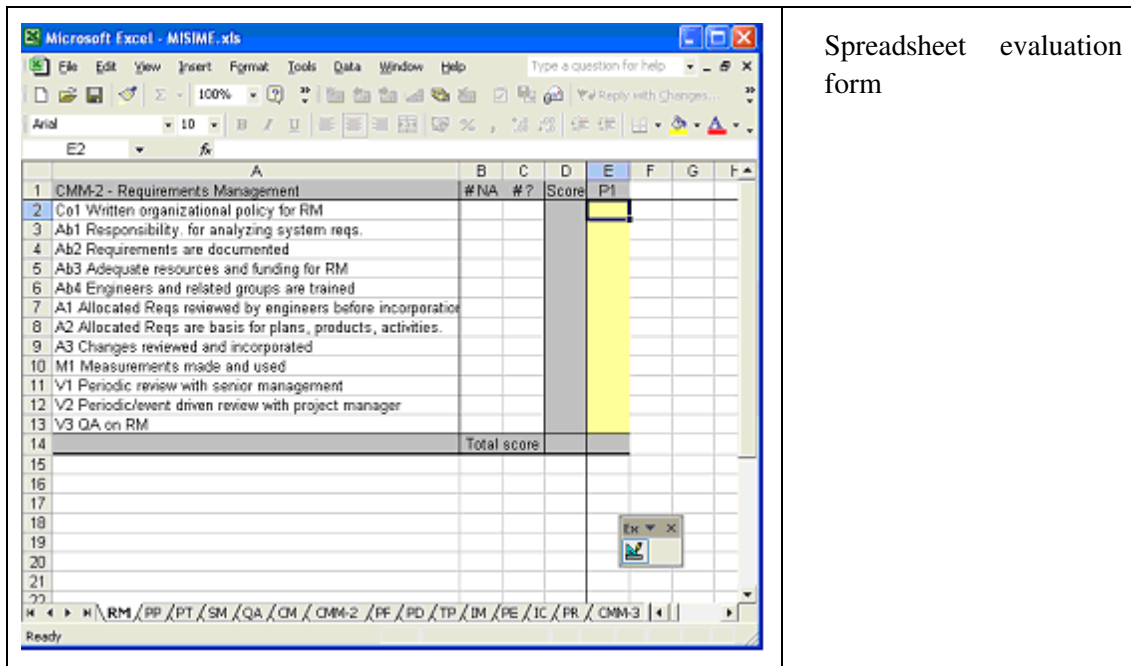 Microsoft Excel - MISIME.xls
File Edit View Insert Format Tools Data Window Help Type a question for help
100% Reply with Changes...
Arial 10 B I U % ,
E2 fx
A B C D E F G H
1 CMM-2 - Requirements Management #NA #? Score P1
2 Co1 Written organizational policy for RM
3 Ab1 Responsibility. for analyzing system reqs.
4 Ab2 Requirements are documented
5 Ab3 Adequate resources and funding for RM
6 Ab4 Engineers and related groups are trained
7 A1 Allocated Reqs reviewed by engineers before incorporation
8 A2 Allocated Reqs are basis for plans, products, activities.
9 A3 Changes reviewed and incorporated
10 M1 Measurements made and used
11 V1 Periodic review with senior management
12 V2 Periodic/event driven review with project manager
13 V3 QA on RM
14 Total score
15
16
17
18
19
20
21
22
Ex
RM PP PT SM QA CM CMM-2 PF PD TP IM PE IC PR CMM-3
Ready
Spreadsheet evaluation
form